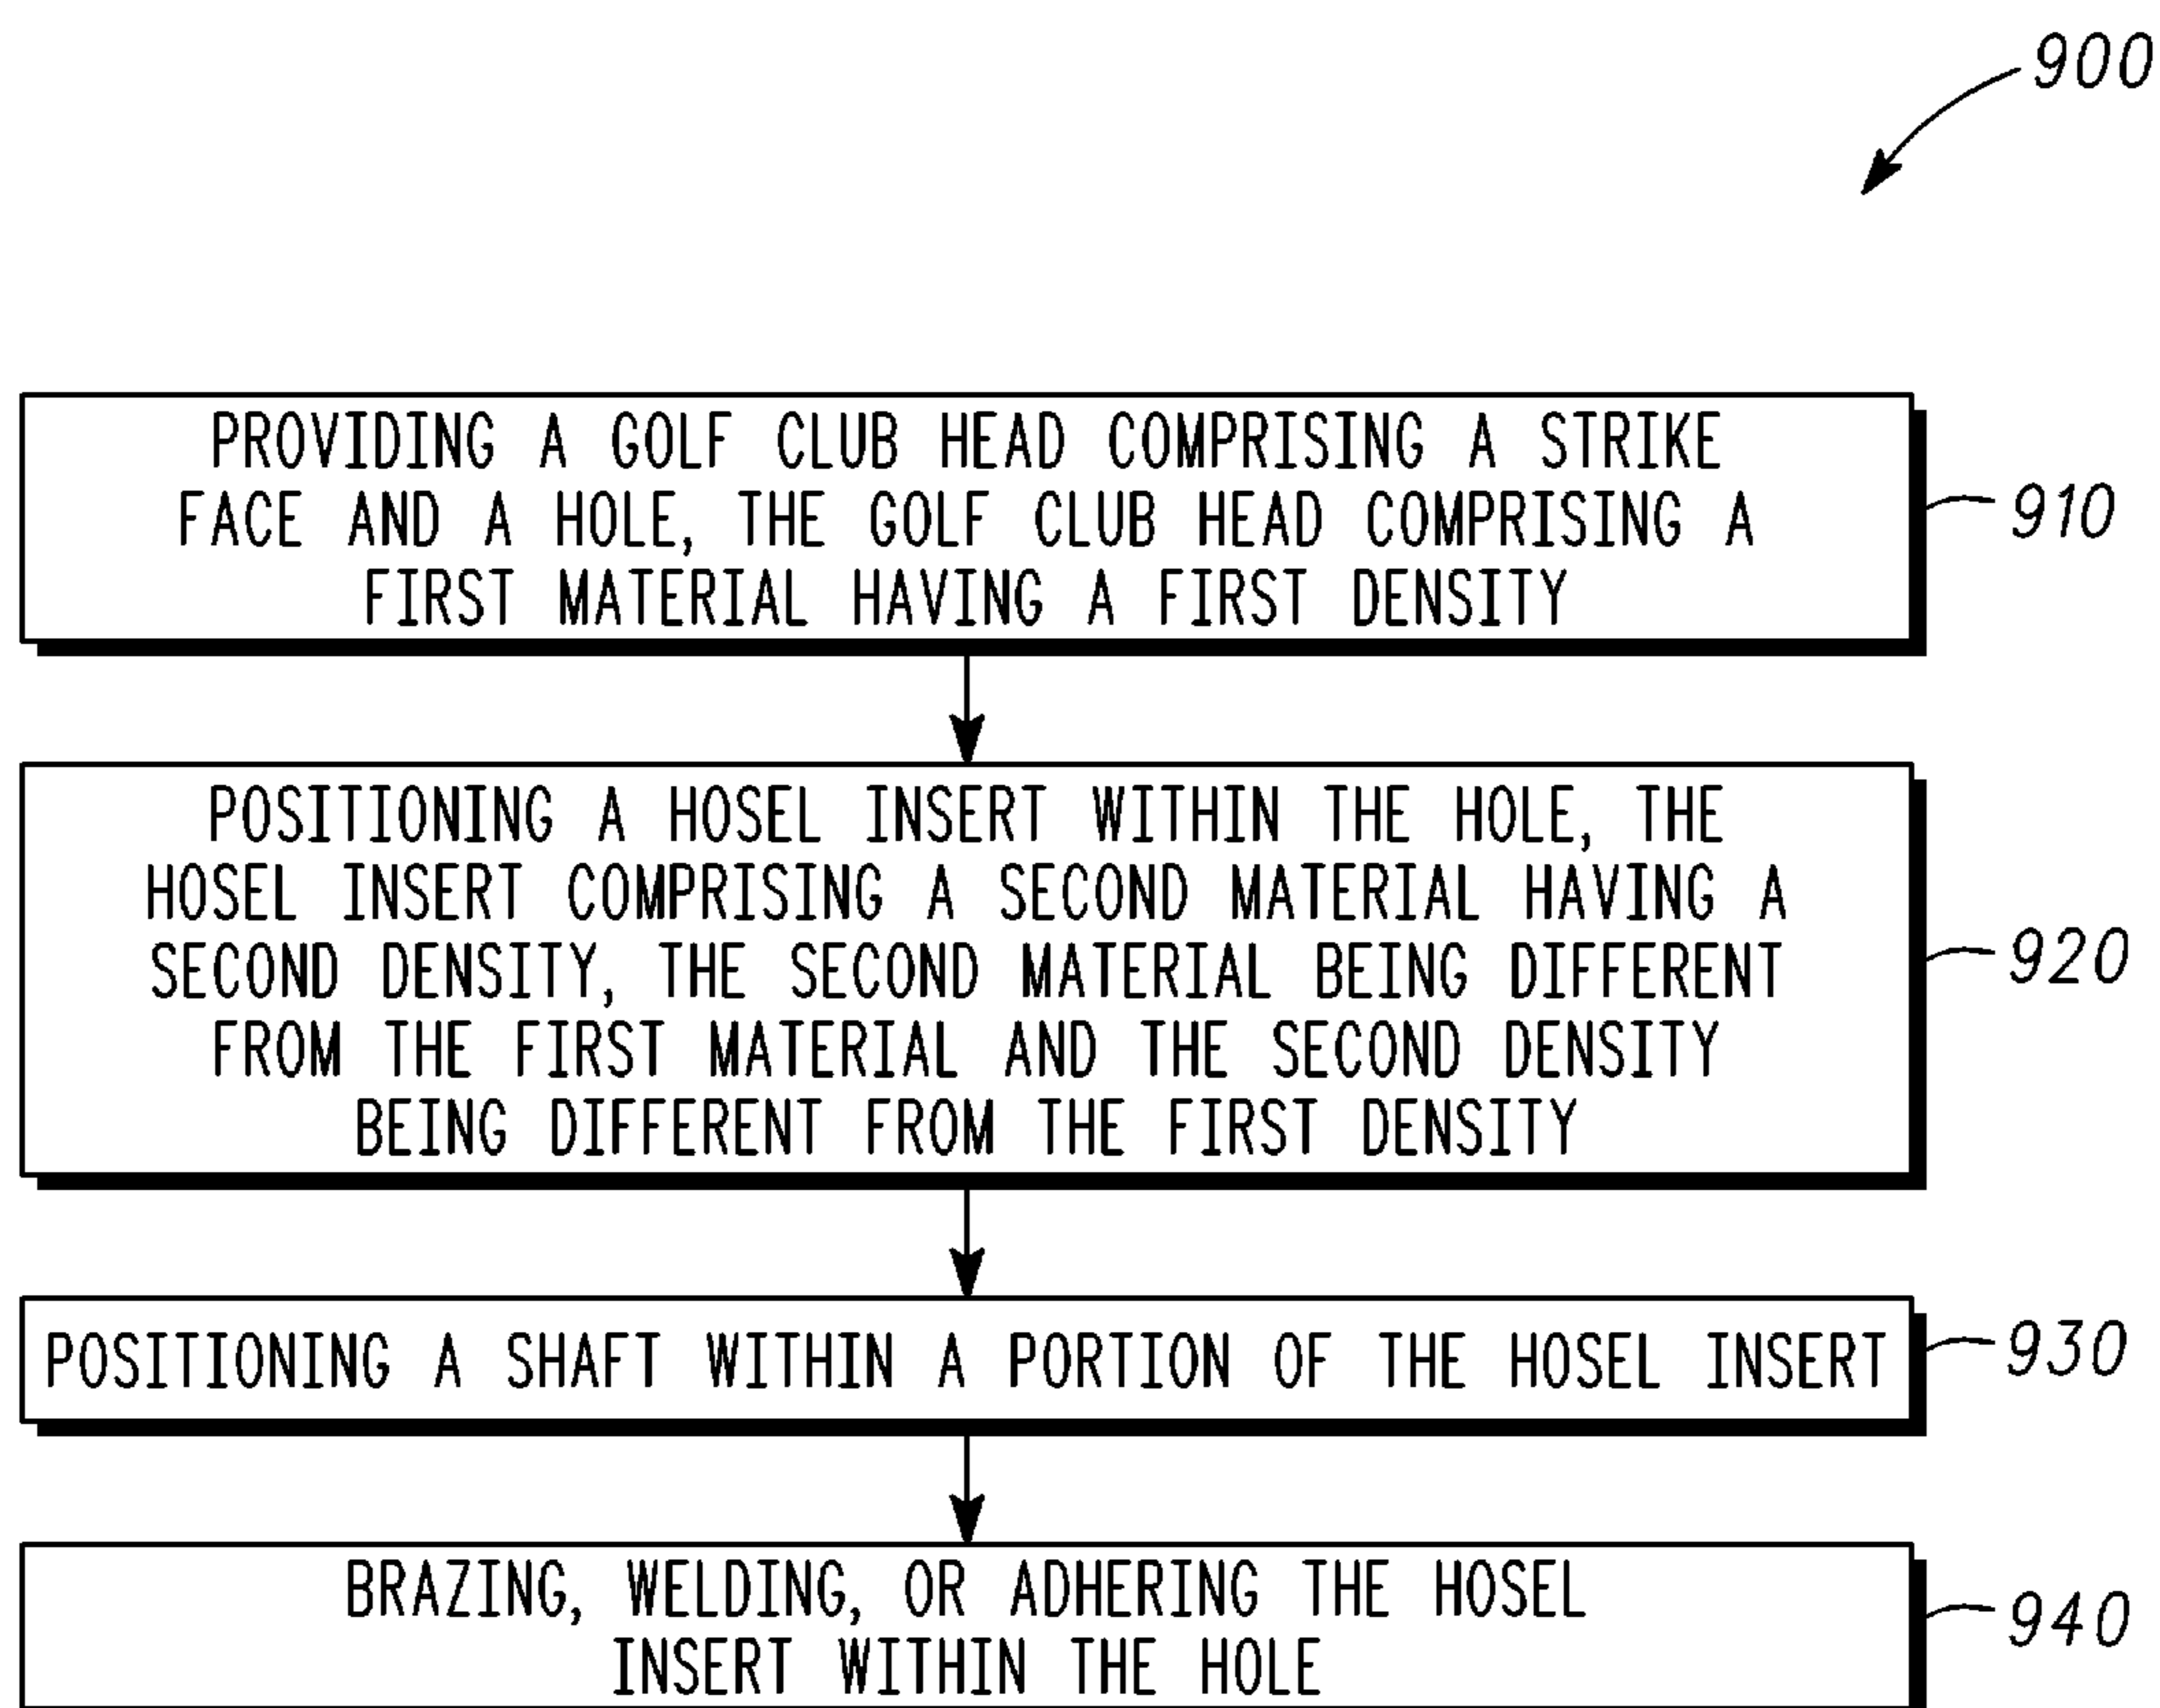 900
PROVIDING A GOLF CLUB HEAD COMPRISING A STRIKE
FACE AND A HOLE, THE GOLF CLUB HEAD COMPRISING A
FIRST MATERIAL HAVING A FIRST DENSITY
910
POSITIONING A HOSEL INSERT WITHIN THE HOLE, THE
HOSEL INSERT COMPRISING A SECOND MATERIAL HAVING A
SECOND DENSITY, THE SECOND MATERIAL BEING DIFFERENT
FROM THE FIRST MATERIAL AND THE SECOND DENSITY
BEING DIFFERENT FROM THE FIRST DENSITY
920
POSITIONING A SHAFT WITHIN A PORTION OF THE HOSEL INSERT
930
BRAZING, WELDING, OR ADHERING THE HOSEL
INSERT WITHIN THE HOLE
940